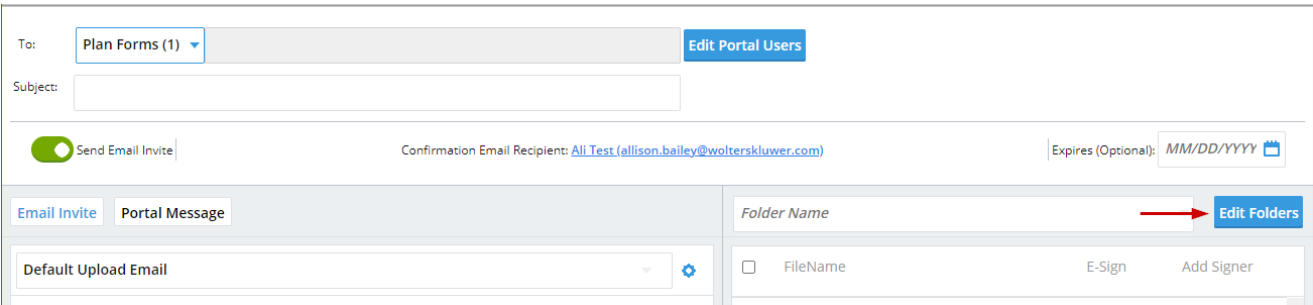 To: Plan Forms (1) Edit Portal Users
Subject:
Send Email Invite Confirmation Email Recipient: Ali Test (allison.bailey@wolterskluwer.com) Expires (Optional): MM/DD/YYYY
Email Invite Portal Message Folder Name Edit Folders
Default Upload Email FileName E-Sign Add Signer